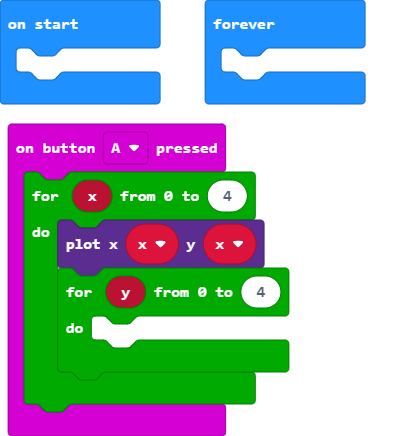 on start
forever
on button A pressed
for x from 0 to 4
do
plot x x y x
for y from 0 to 4
do